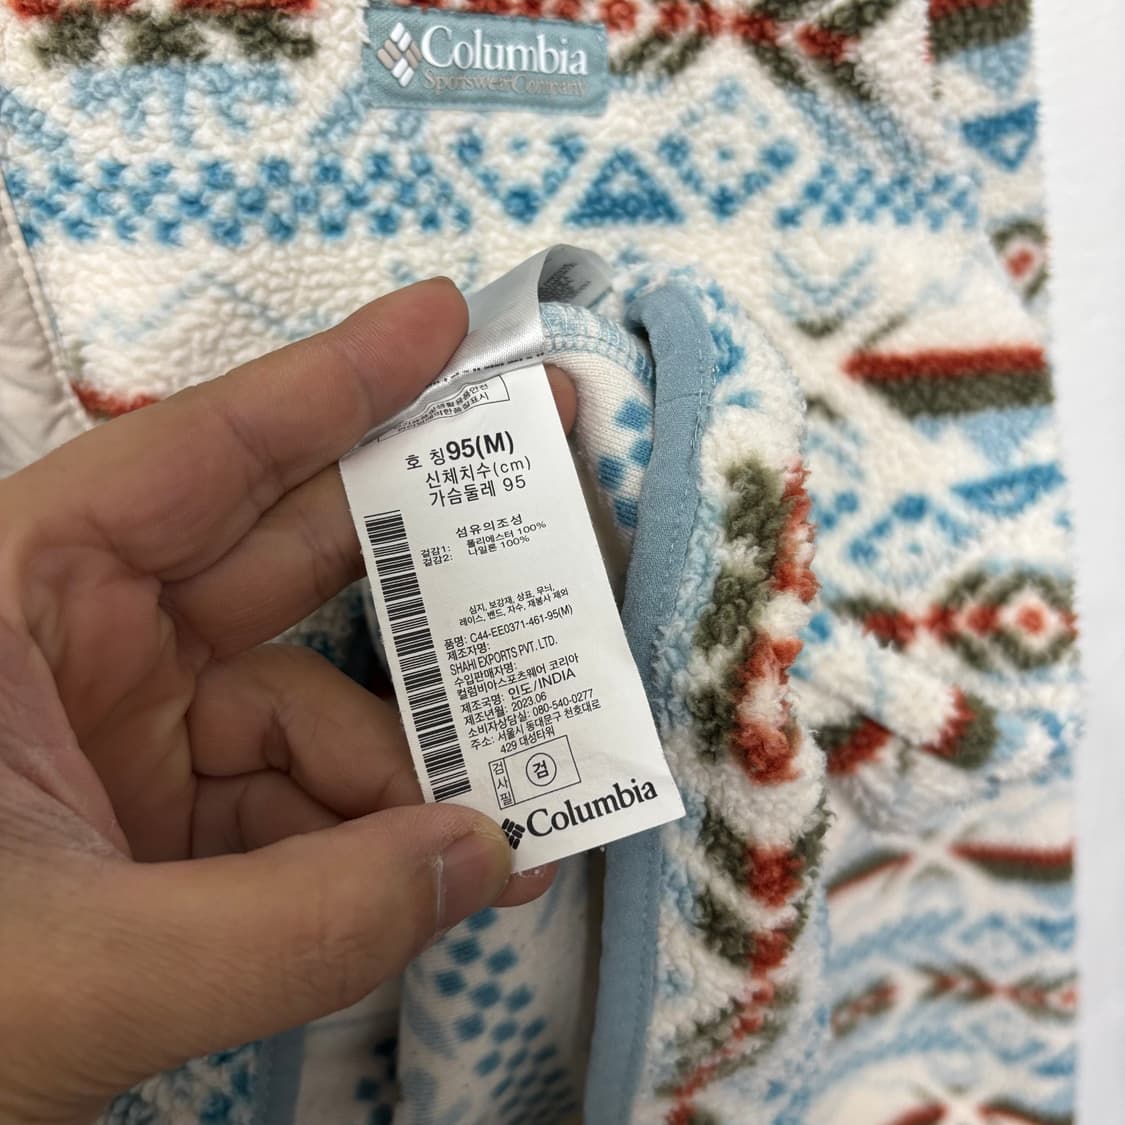 Columbia
Sportswear Company
품질표시
호 칭95(M)
신체치수(cm)
가슴둘레 95
섬유의조성
겉감1: 폴리에스터 100%
겉감2: 나일론 100%
심지, 보강재, 상표, 무늬,
레이스, 밴드, 자수, 재봉사 제외
품명: C44-EE0371-461-95(M)
제조자명:
SHAHI EXPORTS PVT. LTD.
수입판매자명:
컬럼비아스포츠웨어 코리아
제조국명: 인도/INDIA
제조년월: 2023.06
소비자상담실: 080-540-0277
주소: 서울시 동대문구 천호대로
429 대성타워
검사필
검
Columbia